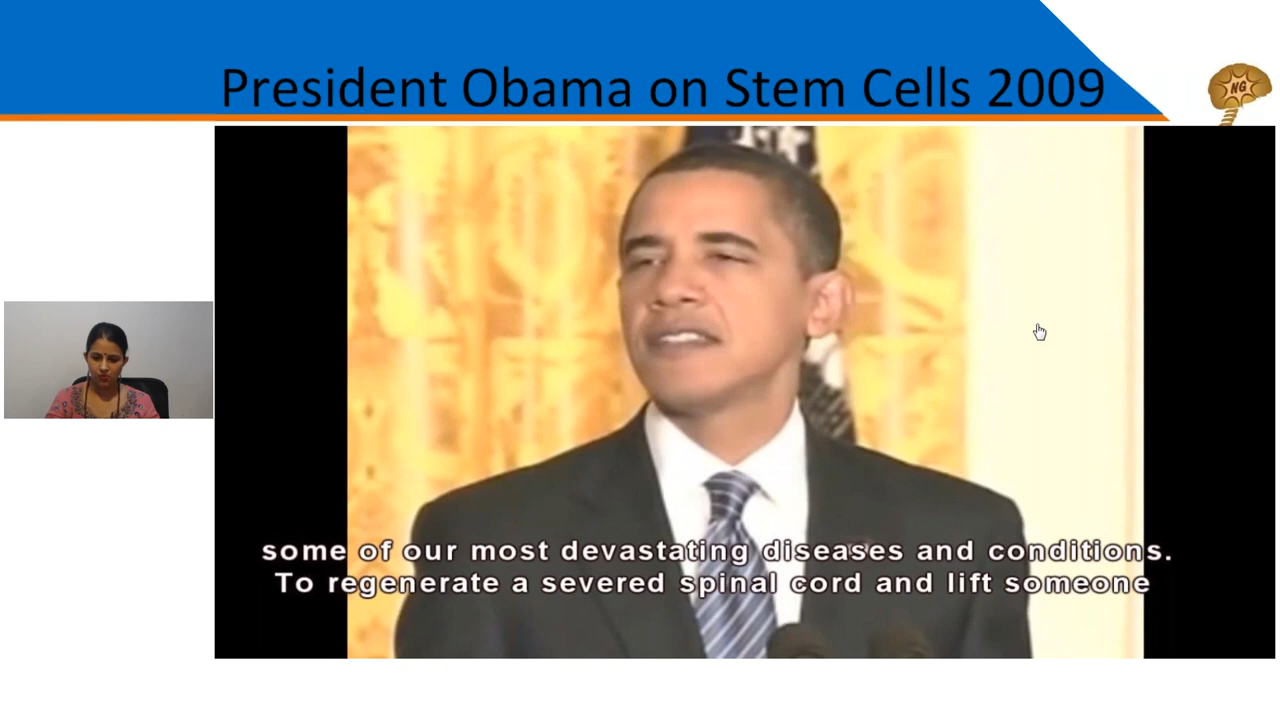 President Obama on Stem Cells 2009
NG
some of our most devastating diseases and conditions.
To regenerate a severed spinal cord and lift someone